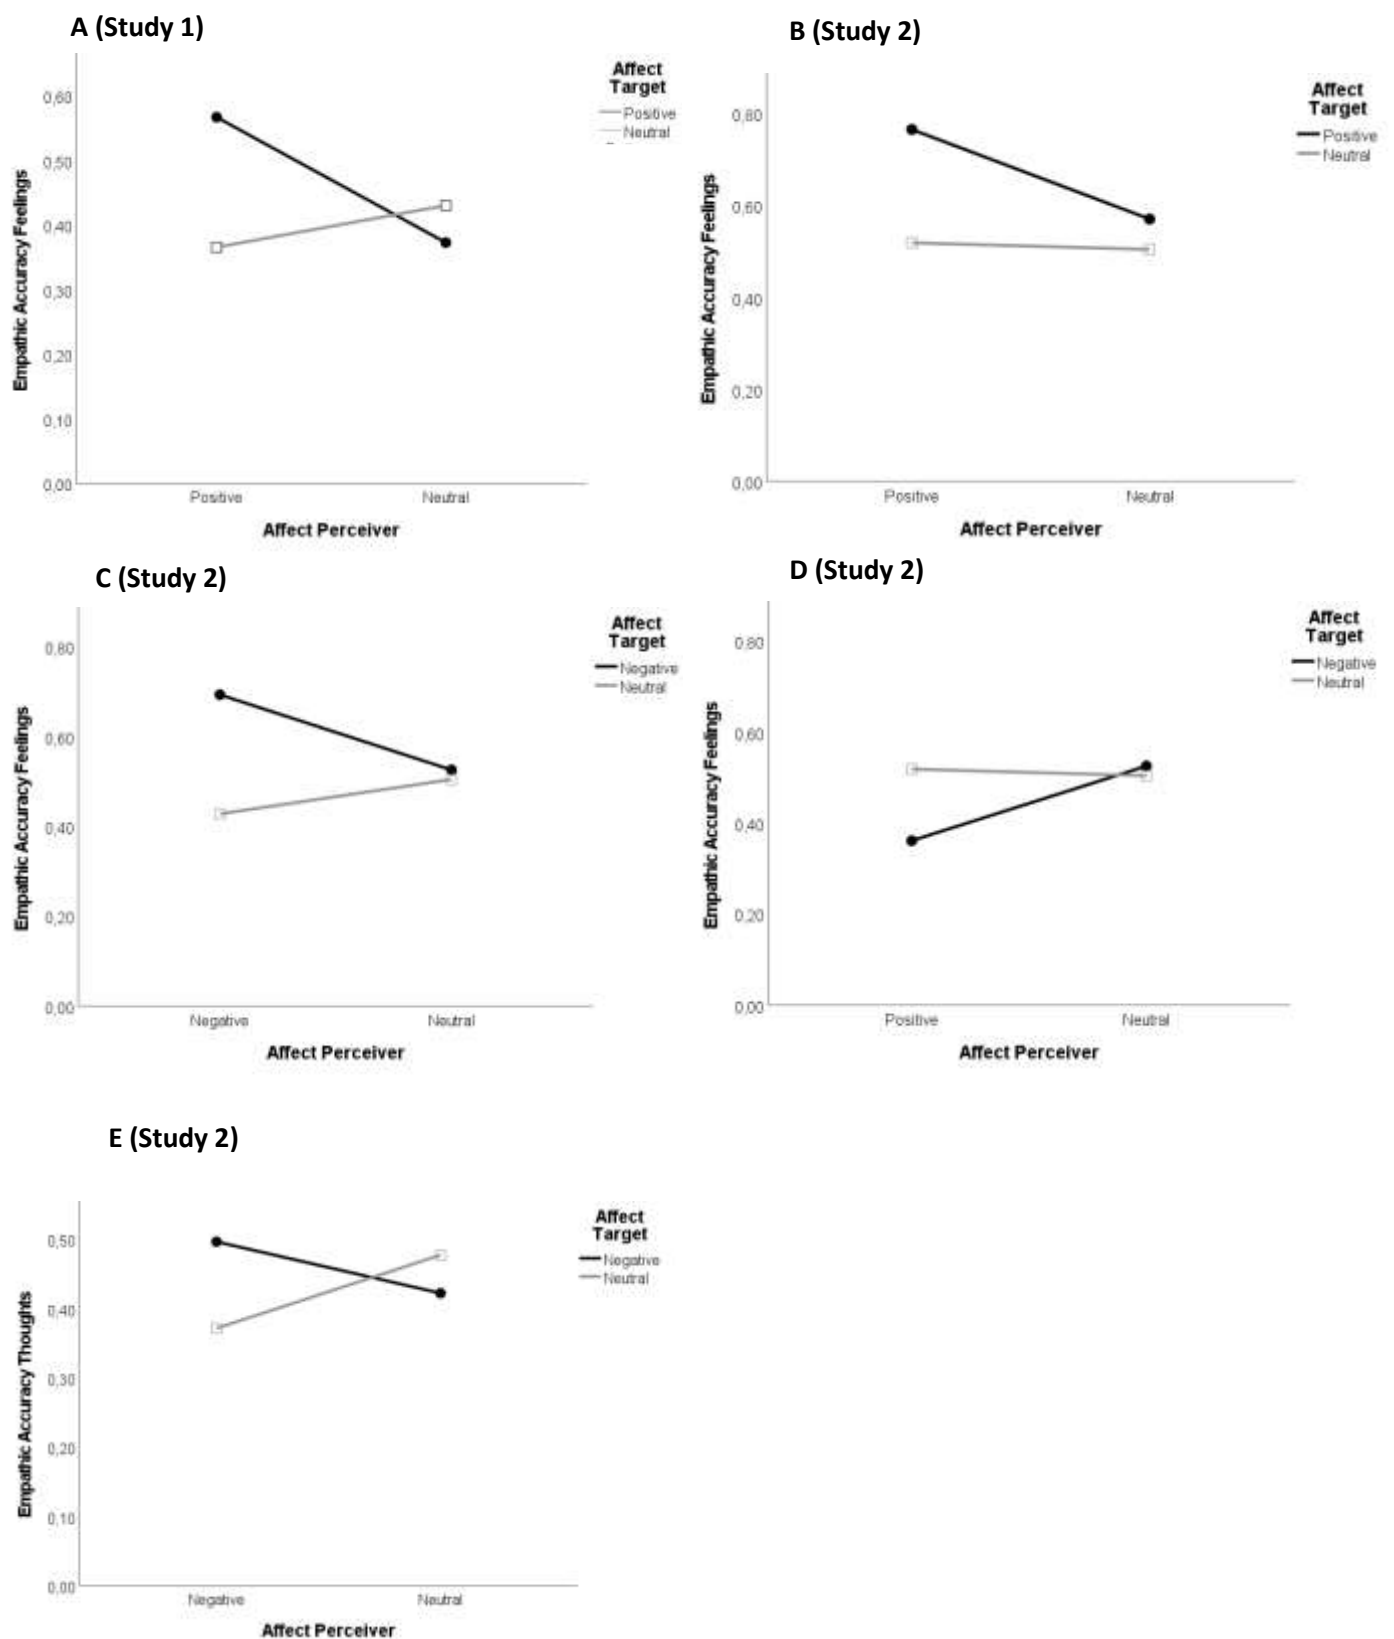 A (Study 1)
Affect
Target
Positive
Neutral
Empathic Accuracy Feelings
0,60
0,50
0,40
0,30
0,20
0,10
0,00
Positive
Neutral
Affect Perceiver
B (Study 2)
Affect
Target
Positive
Neutral
Empathic Accuracy Feelings
0,80
0,60
0,40
0,20
0,00
Positive
Neutral
Affect Perceiver
C (Study 2)
Affect
Target
Negative
Neutral
Empathic Accuracy Feelings
0,80
0,60
0,40
0,20
0,00
Negative
Neutral
Affect Perceiver
D (Study 2)
Affect
Target
Negative
Neutral
Empathic Accuracy Feelings
0,80
0,60
0,40
0,20
0,00
Positive
Neutral
Affect Perceiver
E (Study 2)
Affect
Target
Negative
Neutral
Empathic Accuracy Thoughts
0,50
0,40
0,30
0,20
0,10
0,00
Negative
Neutral
Affect Perceiver